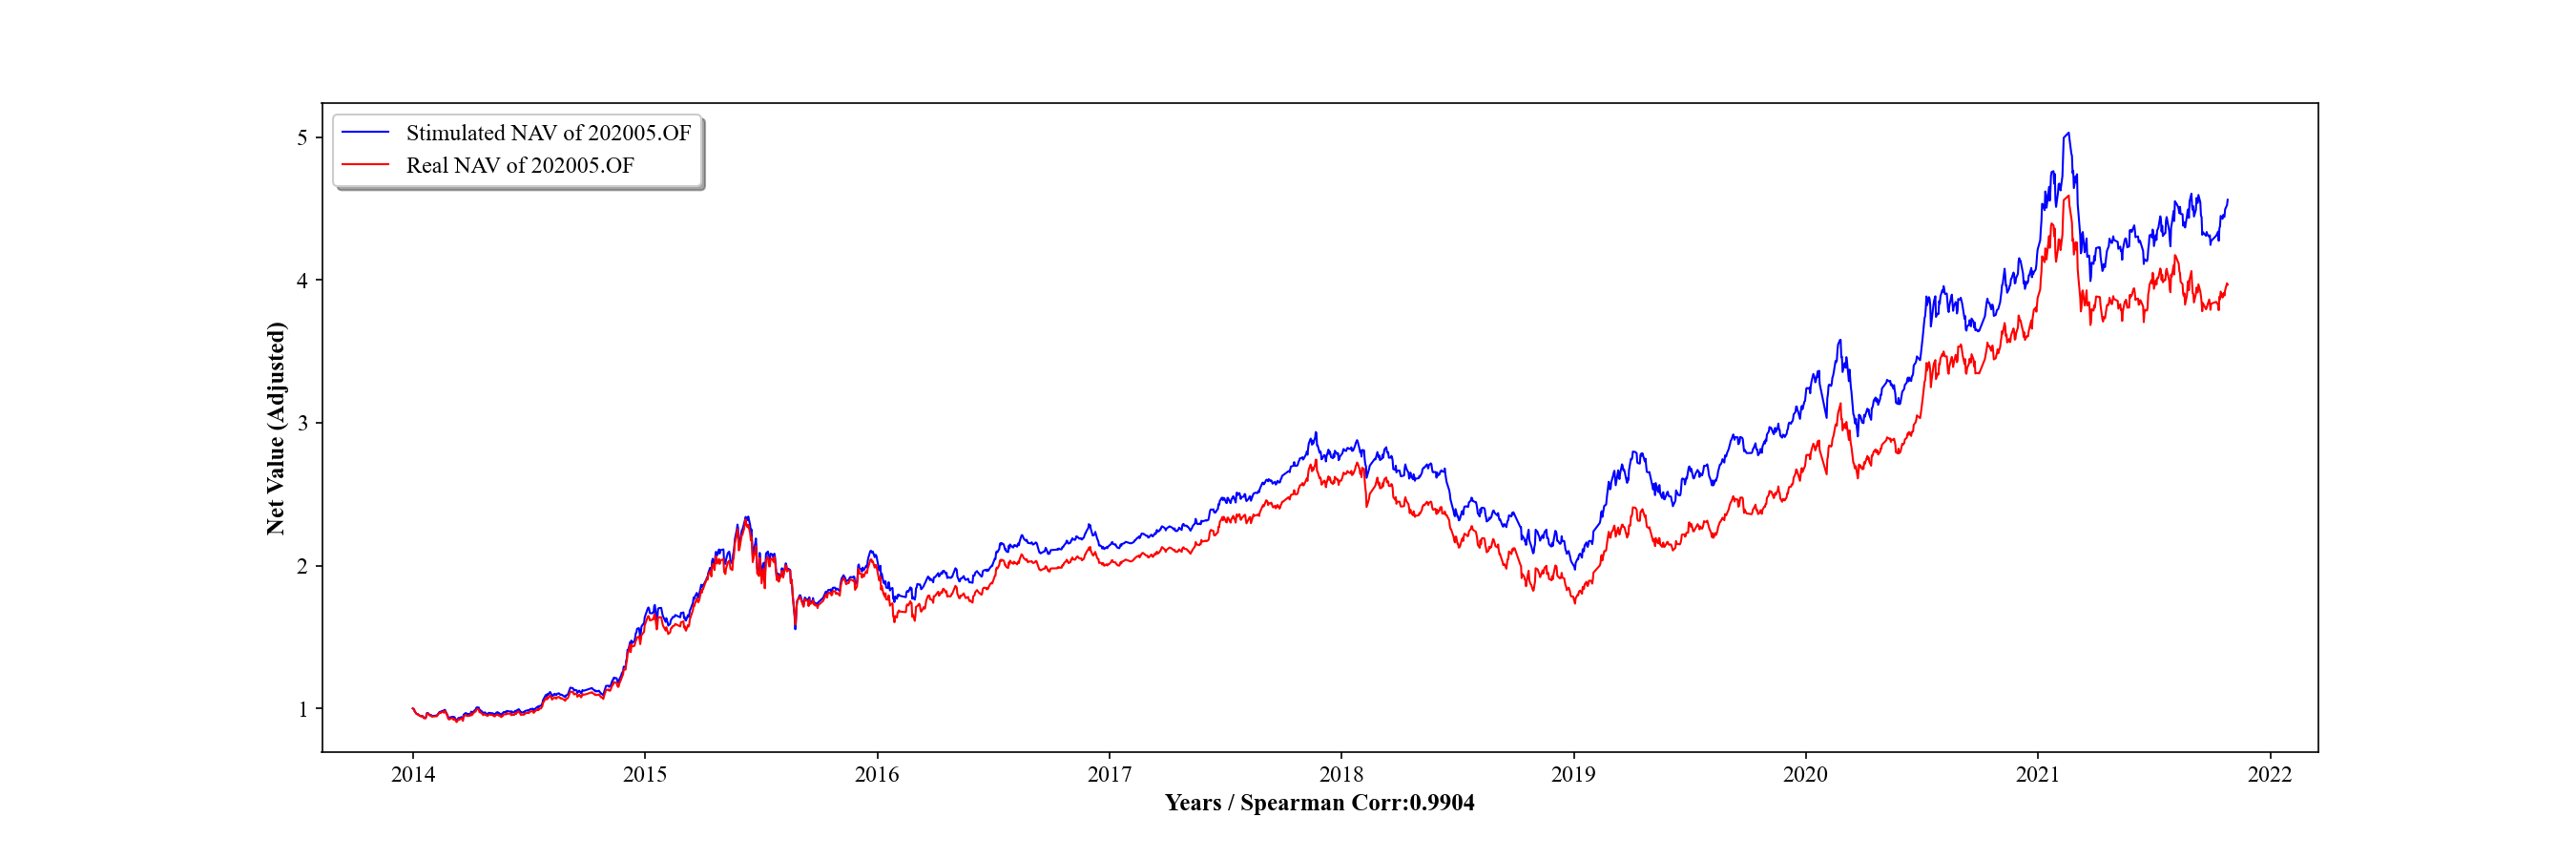 Stimulated NAV of 202005.OF
Real NAV of 202005.OF
Net Value (Adjusted)
5
4
3
2
1
2014 2015 2016 2017 2018 2019 2020 2021 2022
Years / Spearman Corr:0.9904